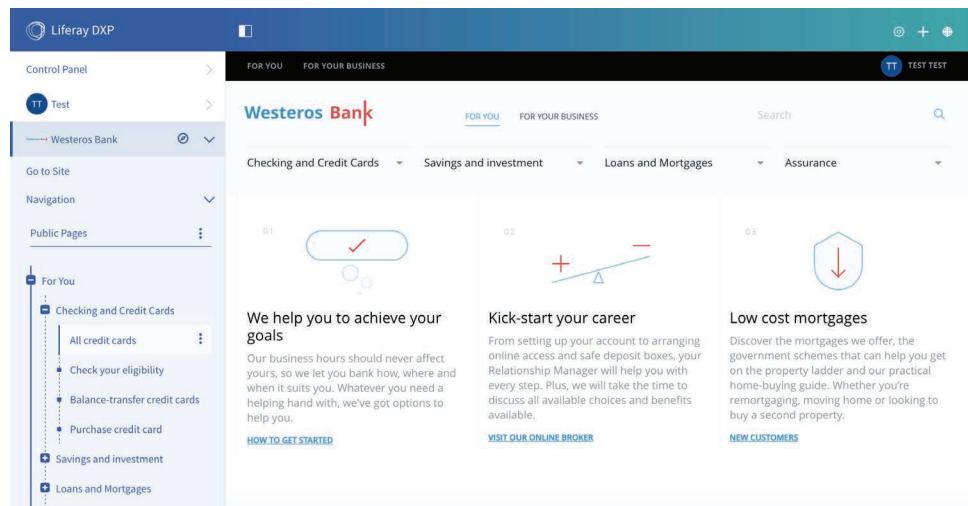 Liferay DXP
Control Panel
TT Test
Westeros Bank
Go to Site
Navigation
Public Pages
For You
Checking and Credit Cards
All credit cards
Check your eligibility
Balance-transfer credit cards
Purchase credit card
Savings and investment
Loans and Mortgages
FOR YOU FOR YOUR BUSINESS TT TEST TEST
Westeros Bank FOR YOU FOR YOUR BUSINESS Search
Checking and Credit Cards Savings and investment Loans and Mortgages Assurance
01
We help you to achieve your
goals
Our business hours should never affect
yours, so we let you bank how, where and
when it suits you. Whatever you need a
helping hand with, we've got options to
help you.
HOW TO GET STARTED
02
Kick-start your career
From setting up your account to arranging
online access and safe deposit boxes, your
Relationship Manager will help you with
every step. Plus, we will take the time to
discuss all available choices and benefits
available.
VISIT OUR ONLINE BROKER
03
Low cost mortgages
Discover the mortgages we offer, the
government schemes that can help you get
on the property ladder and our practical
home-buying guide. Whether you're
remortgaging, moving home or looking to
buy a second property.
NEW CUSTOMERS